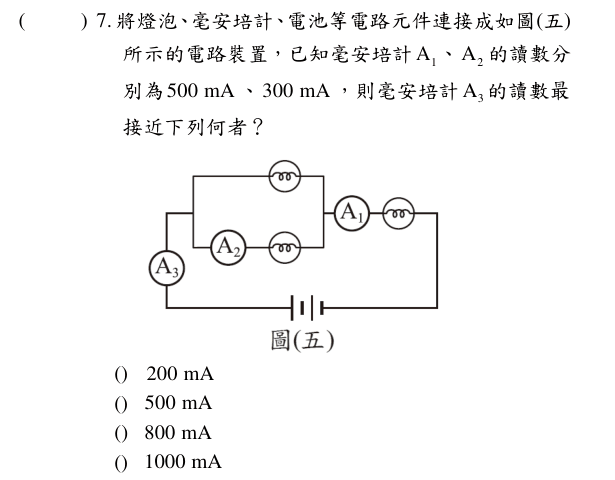 (　　) 7. 將燈泡、毫安培計、電池等電路元件連接成如圖(五)
所示的電路裝置，已知毫安培計 A₁、A₂ 的讀數分
別為 500 mA 、300 mA ，則毫安培計 A₃ 的讀數最
接近下列何者？
A₁
A₂
A₃
圖(五)
() 200 mA
() 500 mA
() 800 mA
() 1000 mA